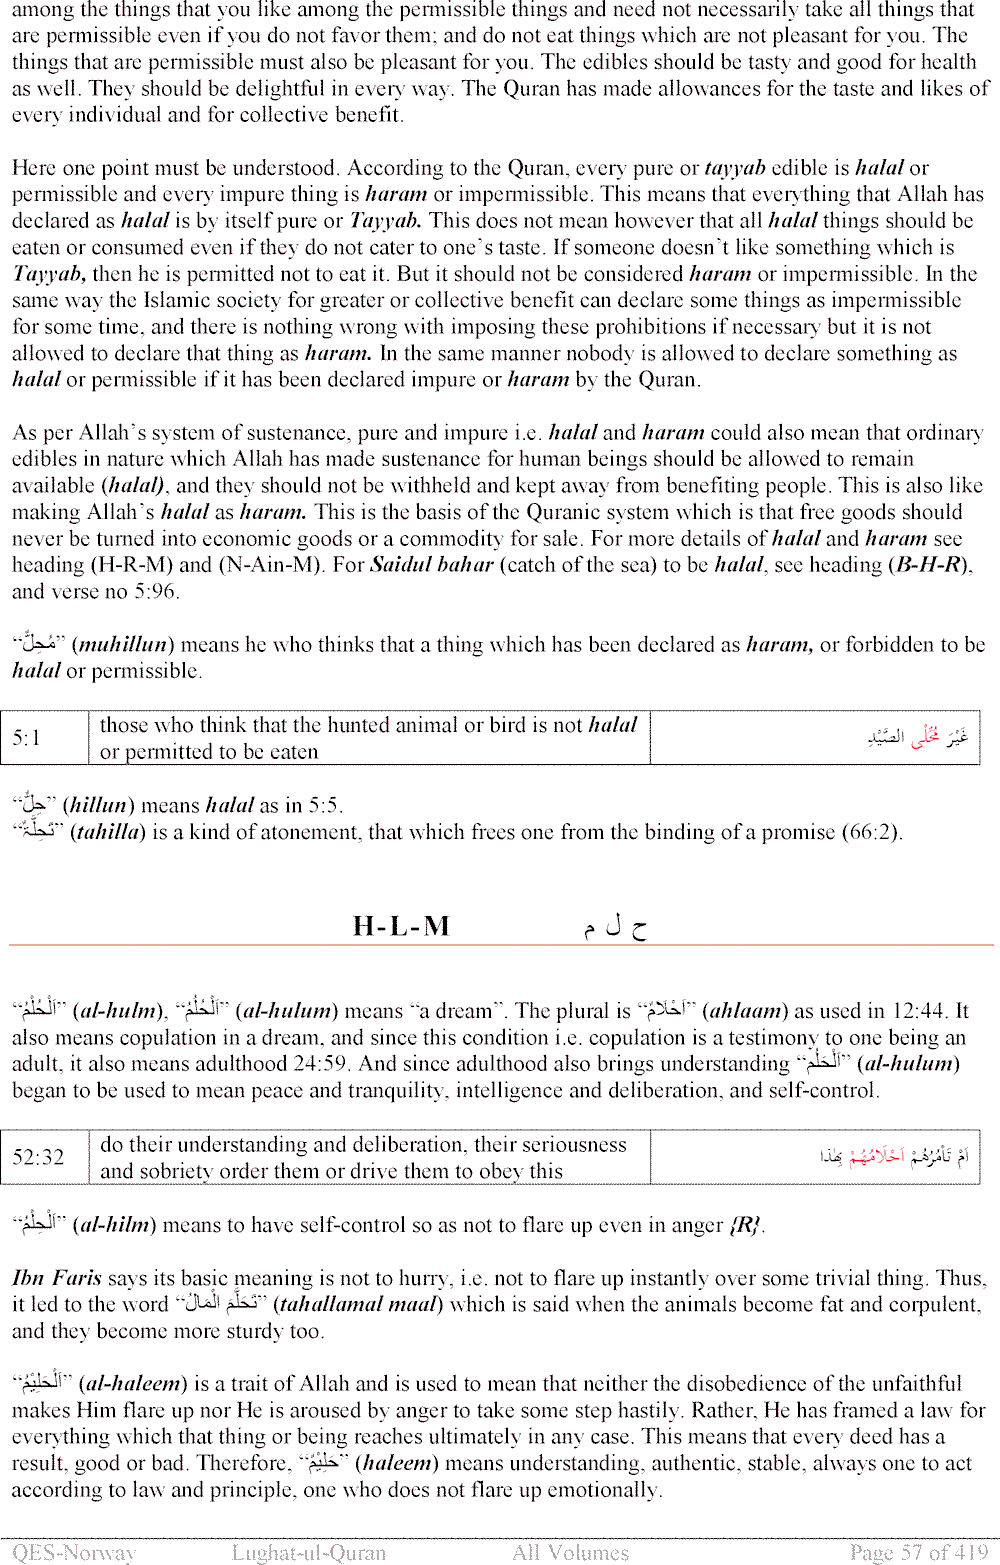 among the things that you like among the permissible things and need not necessarily take all things that
are permissible even if you do not favor them; and do not eat things which are not pleasant for you. The
things that are permissible must also be pleasant for you. The edibles should be tasty and good for health
as well. They should be delightful in every way. The Quran has made allowances for the taste and likes of
every individual and for collective benefit.
Here one point must be understood. According to the Quran, every pure or tayyab edible is halal or
permissible and every impure thing is haram or impermissible. This means that everything that Allah has
declared as halal is by itself pure or Tayyab. This does not mean however that all halal things should be
eaten or consumed even if they do not cater to one's taste. If someone doesn't like something which is
Tayyab, then he is permitted not to eat it. But it should not be considered haram or impermissible. In the
same way the Islamic society for greater or collective benefit can declare some things as impermissible
for some time, and there is nothing wrong with imposing these prohibitions if necessary but it is not
allowed to declare that thing as haram. In the same manner nobody is allowed to declare something as
halal or permissible if it has been declared impure or haram by the Quran.
As per Allah's system of sustenance, pure and impure i.e. halal and haram could also mean that ordinary
edibles in nature which Allah has made sustenance for human beings should be allowed to remain
available (halal), and they should not be withheld and kept away from benefiting people. This is also like
making Allah's halal as haram. This is the basis of the Quranic system which is that free goods should
never be turned into economic goods or a commodity for sale. For more details of halal and haram see
heading (H-R-M) and (N-Ain-M). For Saidul bahar (catch of the sea) to be halal, see heading (B-H-R),
and verse no 5:96.
“مُحِلٌّ” (muhillun) means he who thinks that a thing which has been declared as haram, or forbidden to be
halal or permissible.
5:1 those who think that the hunted animal or bird is not halal غَيْرَ مُحَلّٰى الصَّيْدِ
or permitted to be eaten
“حِلٌّ” (hillun) means halal as in 5:5.
“تَحِلَّةٌ” (tahilla) is a kind of atonement, that which frees one from the binding of a promise (66:2).
H-L-M ح ل م
“اَلْحُلْمُ” (al-hulm), “اَلْحُلُمُ” (al-hulum) means “a dream”. The plural is “اَحْلَامٌ” (ahlaam) as used in 12:44. It
also means copulation in a dream, and since this condition i.e. copulation is a testimony to one being an
adult, it also means adulthood 24:59. And since adulthood also brings understanding “اَلْحُلُمُ” (al-hulum)
began to be used to mean peace and tranquility, intelligence and deliberation, and self-control.
52:32 do their understanding and deliberation, their seriousness اَمْ تَأْمُرُهُمْ اَحْلَامُهُمْ بِهٰذَا
and sobriety order them or drive them to obey this
“اَلْحِلْمُ” (al-hilm) means to have self-control so as not to flare up even in anger {R}.
Ibn Faris says its basic meaning is not to hurry, i.e. not to flare up instantly over some trivial thing. Thus,
it led to the word “تَحَلَّمَ الْمَالُ” (tahallamal maal) which is said when the animals become fat and corpulent,
and they become more sturdy too.
“اَلْحَلِيْمُ” (al-haleem) is a trait of Allah and is used to mean that neither the disobedience of the unfaithful
makes Him flare up nor He is aroused by anger to take some step hastily. Rather, He has framed a law for
everything which that thing or being reaches ultimately in any case. This means that every deed has a
result, good or bad. Therefore, “حَلِيْمٌ” (haleem) means understanding, authentic, stable, always one to act
according to law and principle, one who does not flare up emotionally.
QES-Norway Lughat-ul-Quran All Volumes Page 57 of 419